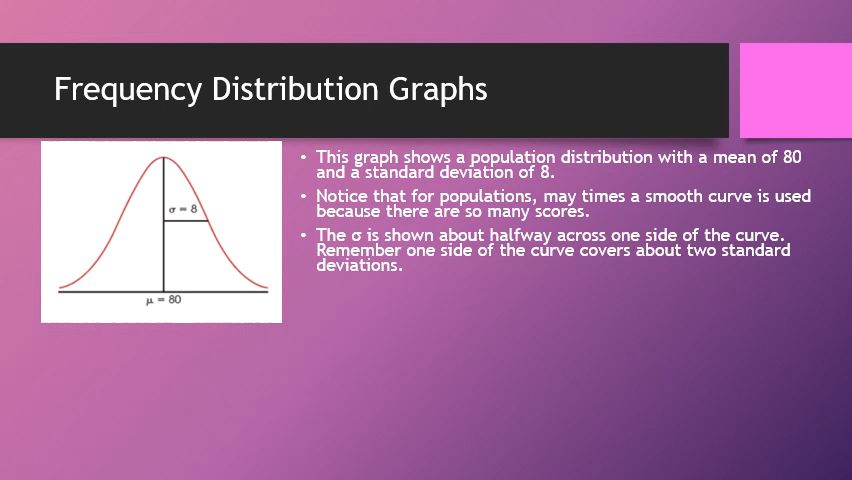 Frequency Distribution Graphs
σ = 8
μ = 80
• This graph shows a population distribution with a mean of 80
and a standard deviation of 8.
• Notice that for populations, may times a smooth curve is used
because there are so many scores.
• The σ is shown about halfway across one side of the curve.
Remember one side of the curve covers about two standard
deviations.